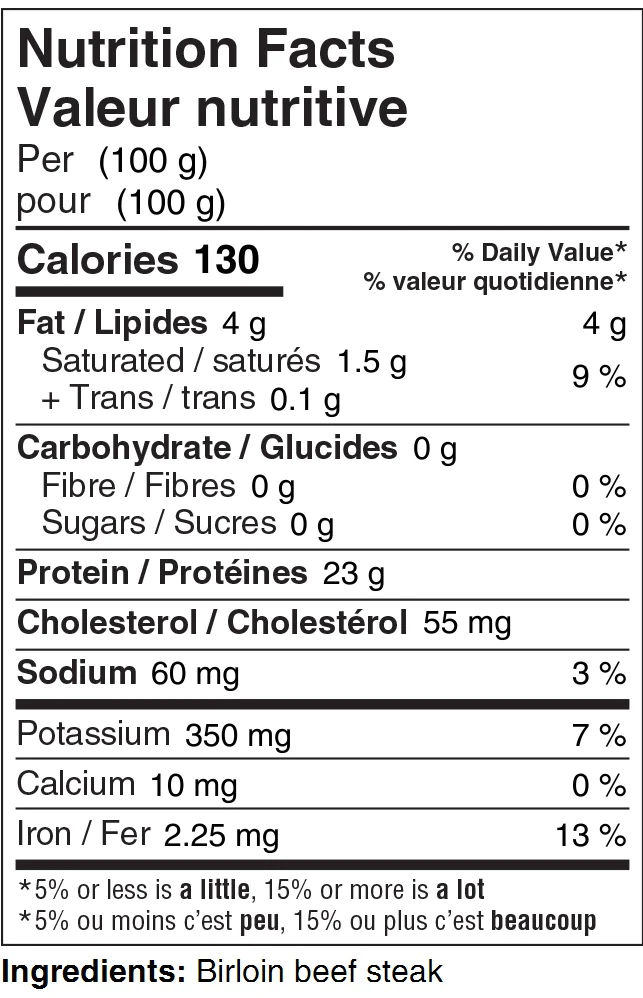 Nutrition Facts
Valeur nutritive
Per (100 g)
pour (100 g)
Calories 130
% Daily Value*
% valeur quotidienne*
Fat / Lipides 4 g 4 g
Saturated / saturés 1.5 g
+ Trans / trans 0.1 g
9 %
Carbohydrate / Glucides 0 g
Fibre / Fibres 0 g 0 %
Sugars / Sucres 0 g 0 %
Protein / Protéines 23 g
Cholesterol / Cholestérol 55 mg
Sodium 60 mg 3 %
Potassium 350 mg 7 %
Calcium 10 mg 0 %
Iron / Fer 2.25 mg 13 %
*5% or less is a little, 15% or more is a lot
*5% ou moins c'est peu, 15% ou plus c'est beaucoup
Ingredients: Birloin beef steak